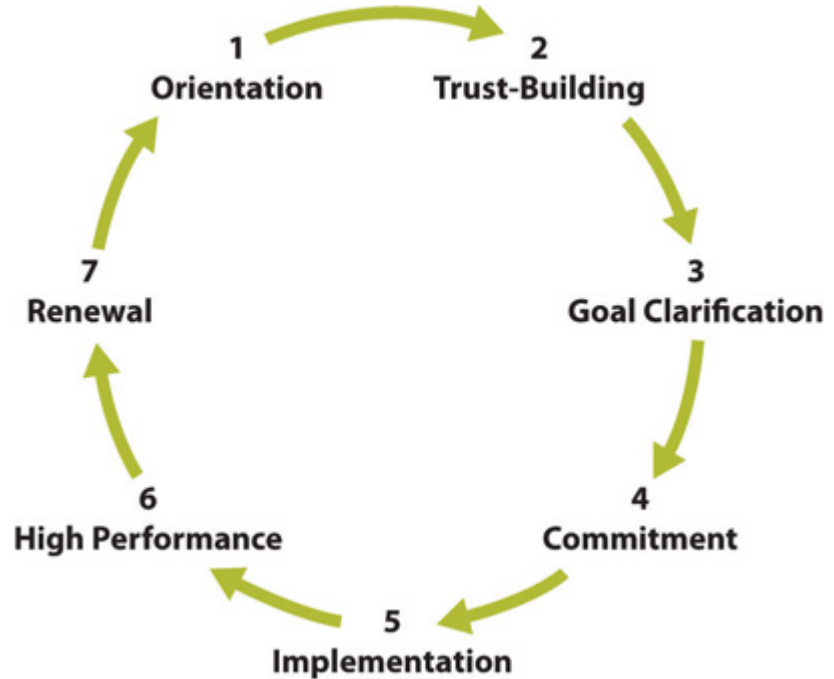 1
Orientation
2
Trust-Building
3
Goal Clarification
4
Commitment
5
Implementation
6
High Performance
7
Renewal